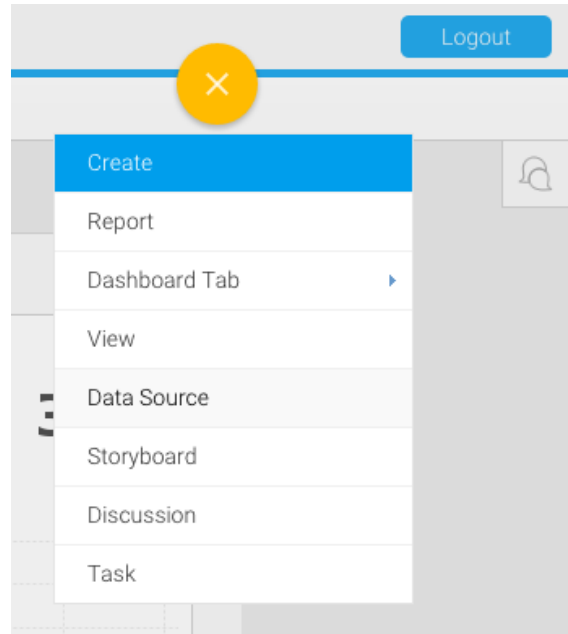 Logout
Create
Report
Dashboard Tab
View
Data Source
Storyboard
Discussion
Task